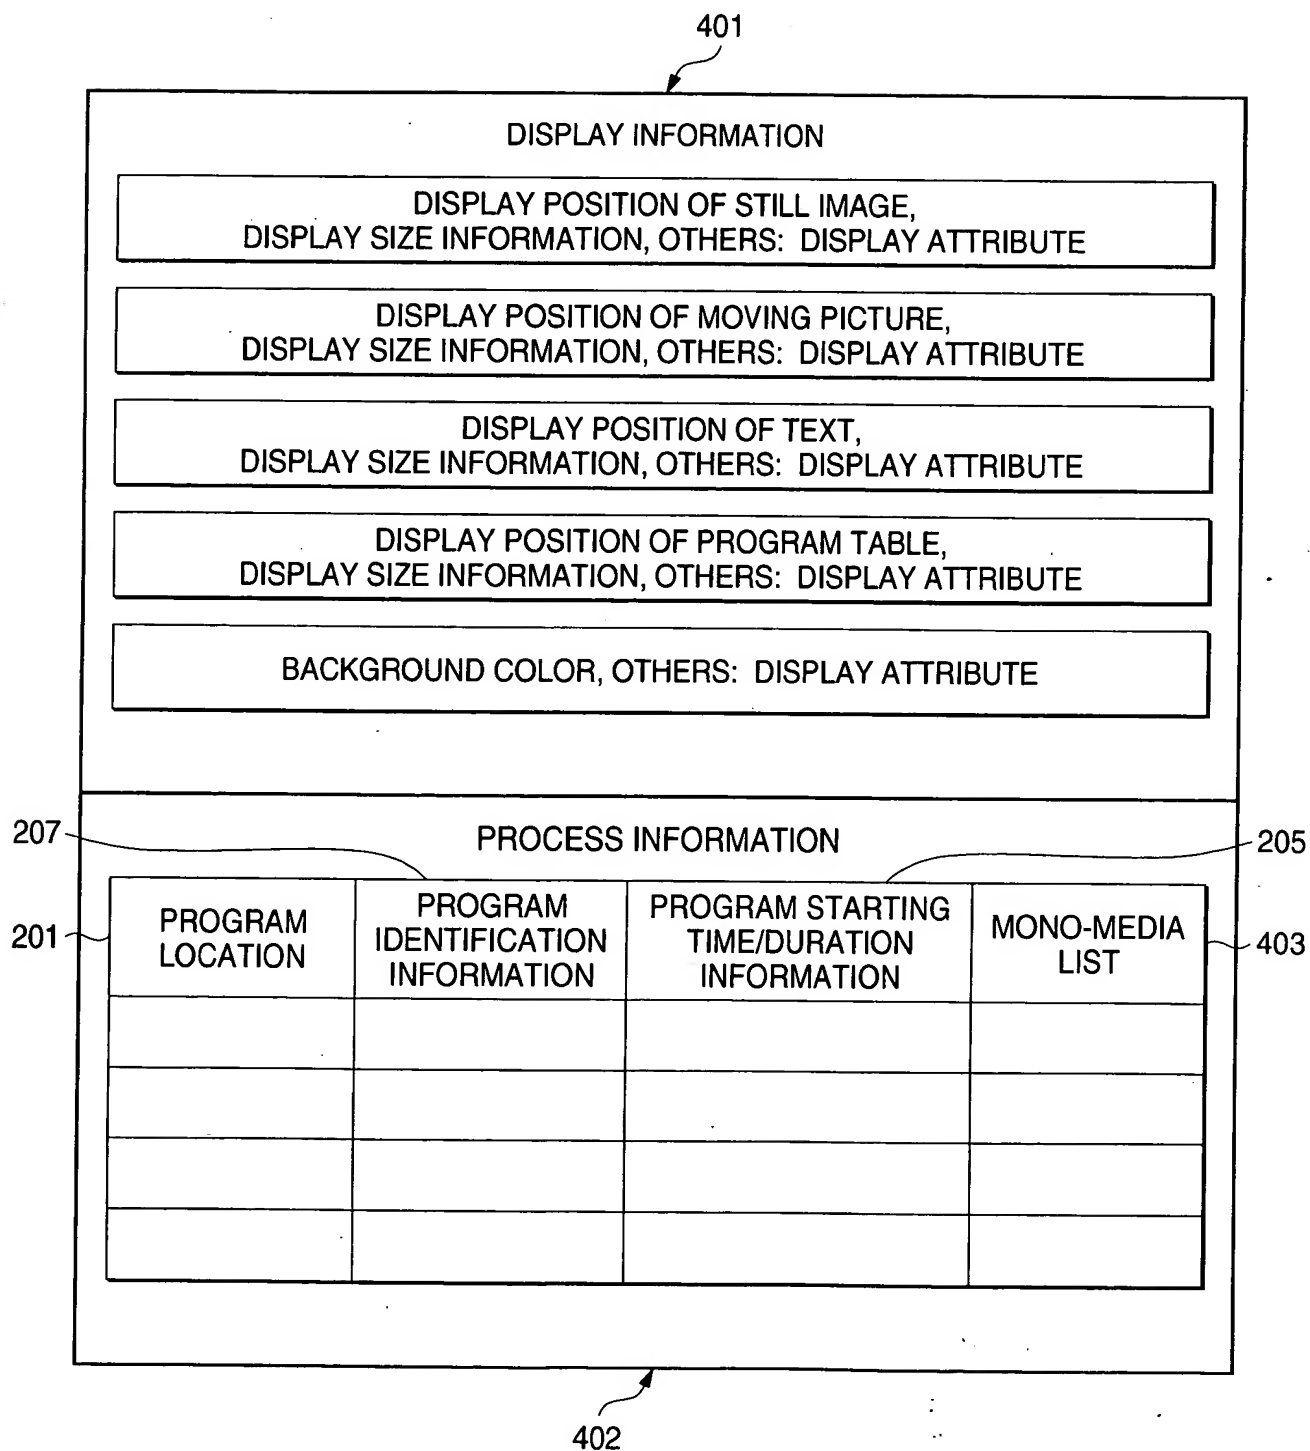 401
DISPLAY INFORMATION
DISPLAY POSITION OF STILL IMAGE,
DISPLAY SIZE INFORMATION, OTHERS: DISPLAY ATTRIBUTE
DISPLAY POSITION OF MOVING PICTURE,
DISPLAY SIZE INFORMATION, OTHERS: DISPLAY ATTRIBUTE
DISPLAY POSITION OF TEXT,
DISPLAY SIZE INFORMATION, OTHERS: DISPLAY ATTRIBUTE
DISPLAY POSITION OF PROGRAM TABLE,
DISPLAY SIZE INFORMATION, OTHERS: DISPLAY ATTRIBUTE
BACKGROUND COLOR, OTHERS: DISPLAY ATTRIBUTE
207
PROCESS INFORMATION
205
201
PROGRAM
LOCATION
PROGRAM
IDENTIFICATION
INFORMATION
PROGRAM STARTING
TIME/DURATION
INFORMATION
MONO-MEDIA
LIST
403
402